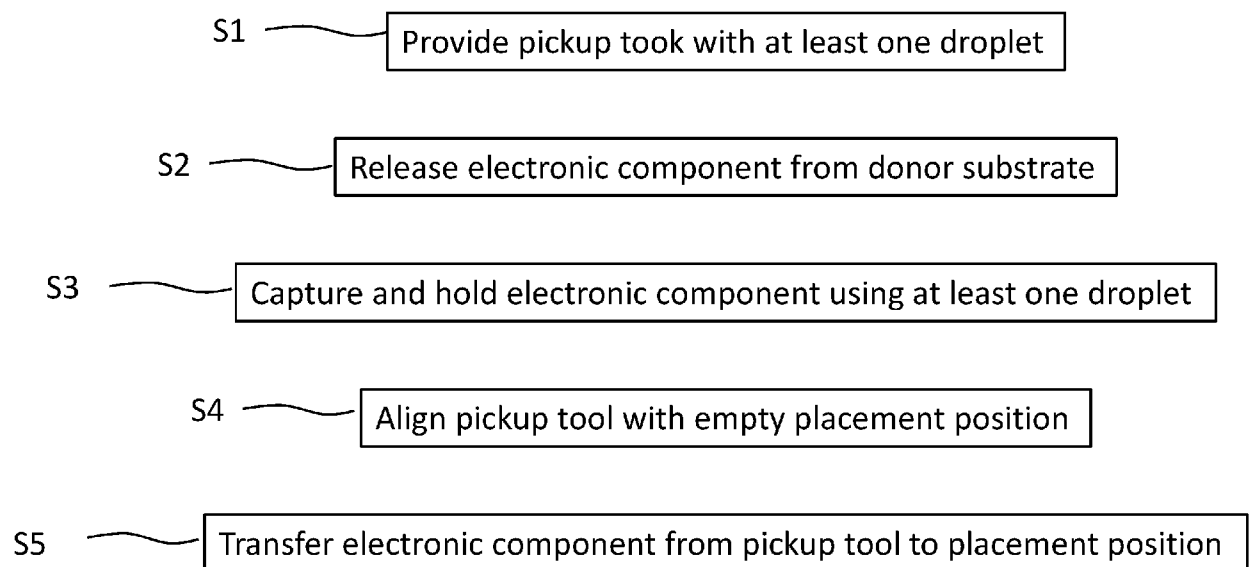 S1 Provide pickup took with at least one droplet
S2 Release electronic component from donor substrate
S3 Capture and hold electronic component using at least one droplet
S4 Align pickup tool with empty placement position
S5 Transfer electronic component from pickup tool to placement position